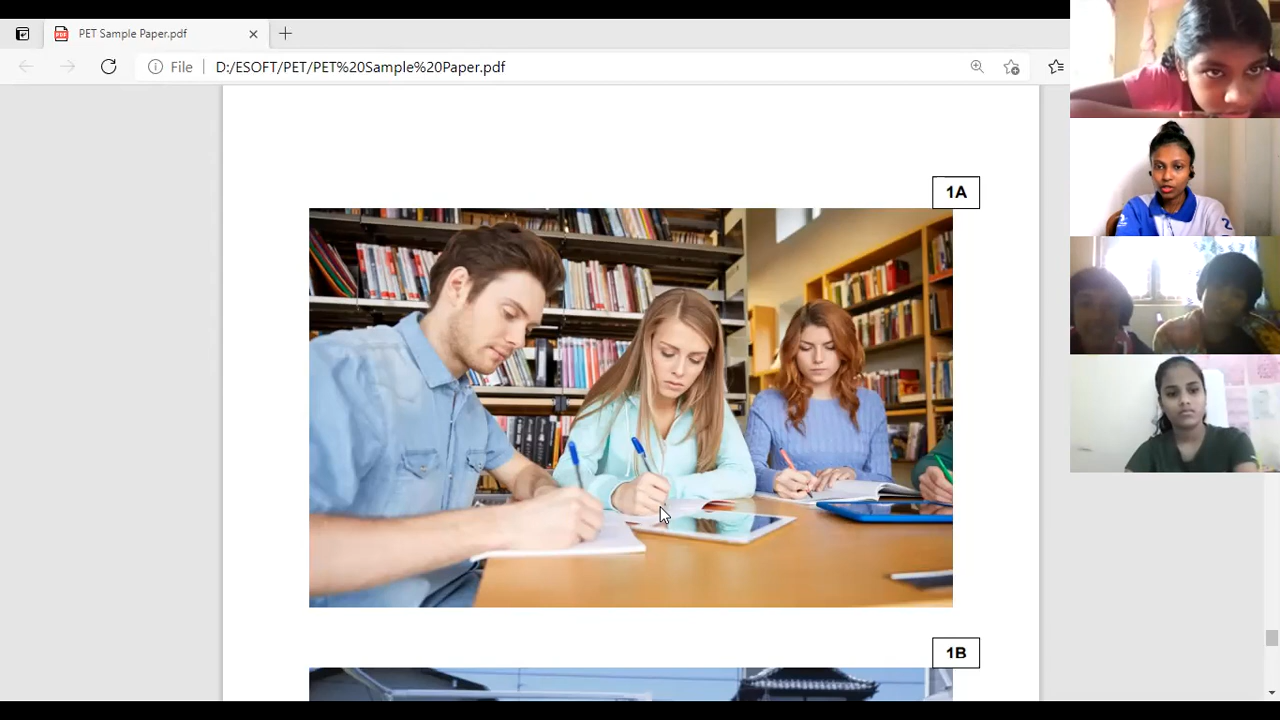 PET Sample Paper.pdf
File
D:/ESOFT/PET/PET%20Sample%20Paper.pdf
1A
1B